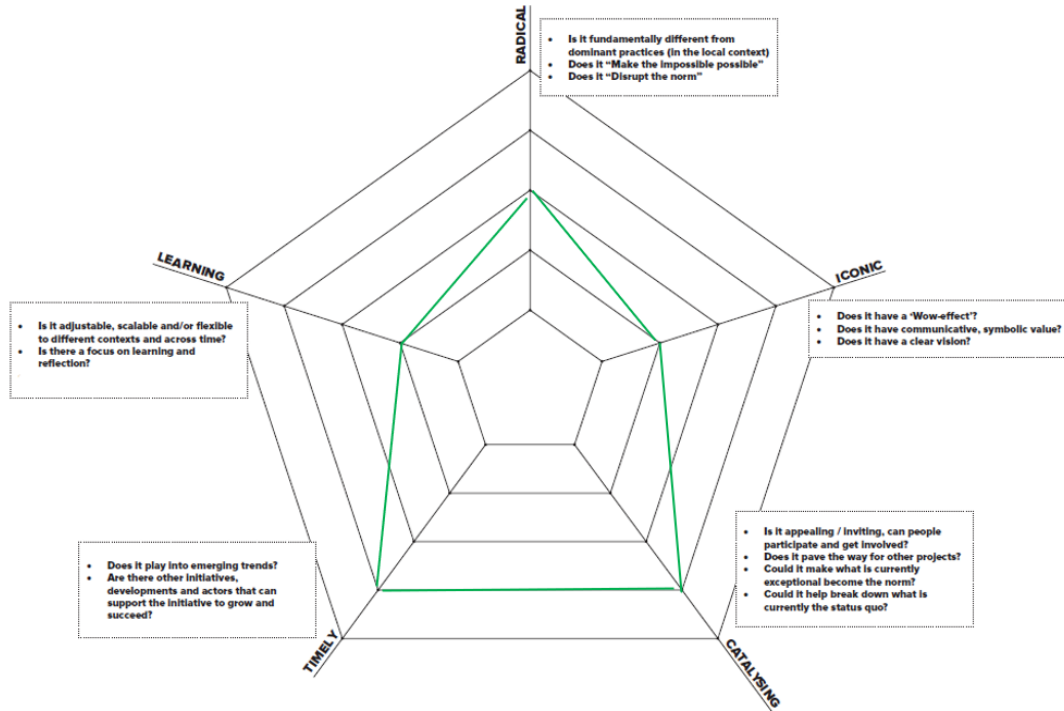 RADICAL
• Is it fundamentally different from
dominant practices (in the local context)
• Does it “Make the impossible possible”
• Does it “Disrupt the norm”
LEARNING
• Is it adjustable, scalable and/or flexible
to different contexts and across time?
• Is there a focus on learning and
reflection?
ICONIC
• Does it have a ‘Wow-effect’?
• Does it have communicative, symbolic value?
• Does it have a clear vision?
• Does it play into emerging trends?
• Are there other initiatives,
developments and actors that can
support the initiative to grow and
succeed?
TIMELY
• Is it appealing / inviting, can people
participate and get involved?
• Does it pave the way for other projects?
• Could it make what is currently
exceptional become the norm?
• Could it help break down what is
currently the status quo?
CATALYSING